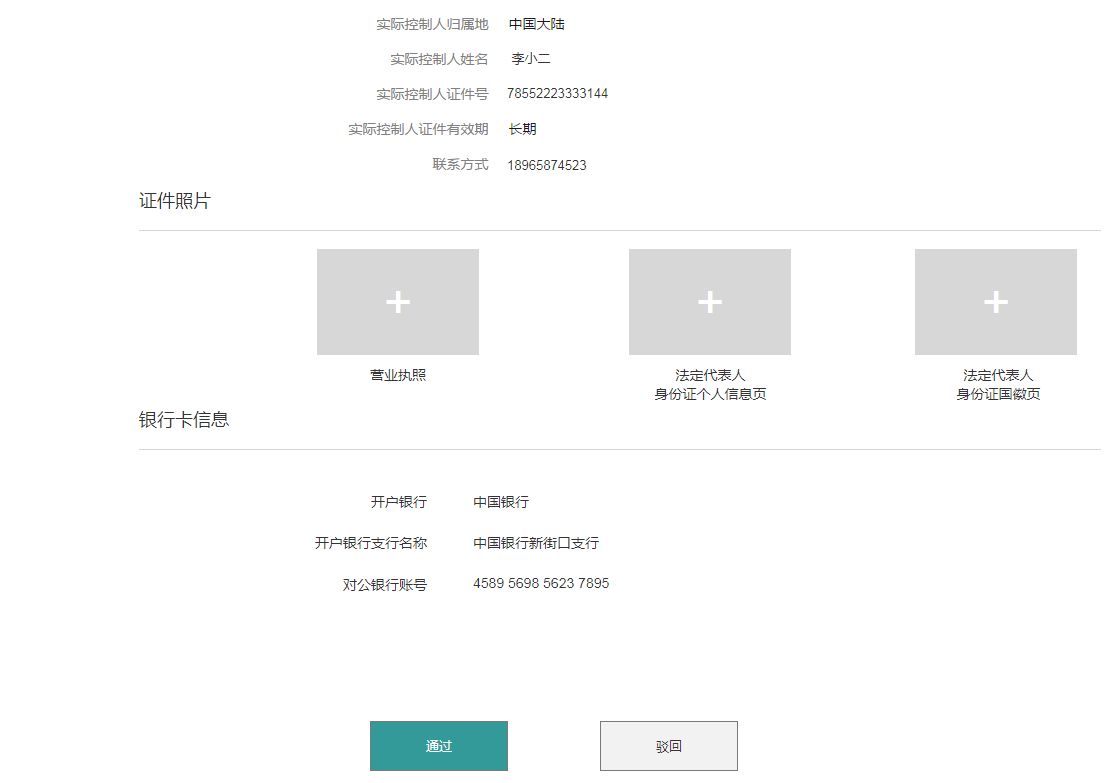 实际控制人归属地 中国大陆
实际控制人姓名 李小二
实际控制人证件号 78552223333144
实际控制人证件有效期 长期
联系方式 18965874523
证件照片
营业执照 法定代表人 法定代表人
身份证个人信息页 身份证国徽页
银行卡信息
开户银行 中国银行
开户银行支行名称 中国银行新街口支行
对公银行账号 4589 5698 5623 7895
通过 驳回